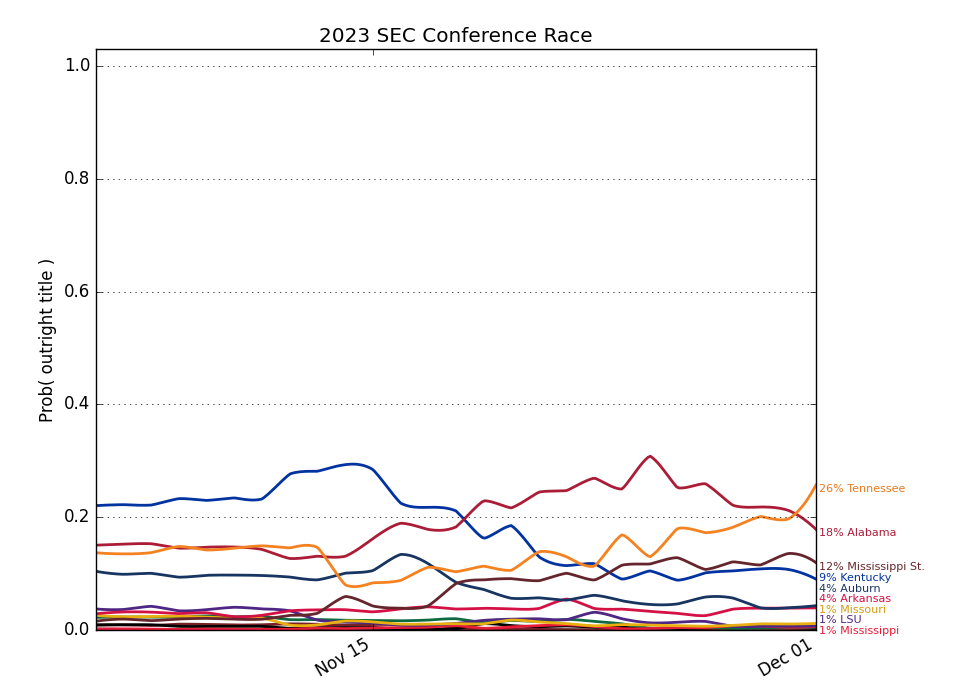 2023 SEC Conference Race
Prob( outright title )
1.0
0.8
0.6
0.4
0.2
0.0
Nov 15
Dec 01
26% Tennessee
18% Alabama
12% Mississippi St.
9% Kentucky
4% Auburn
4% Arkansas
1% Missouri
1% LSU
1% Mississippi